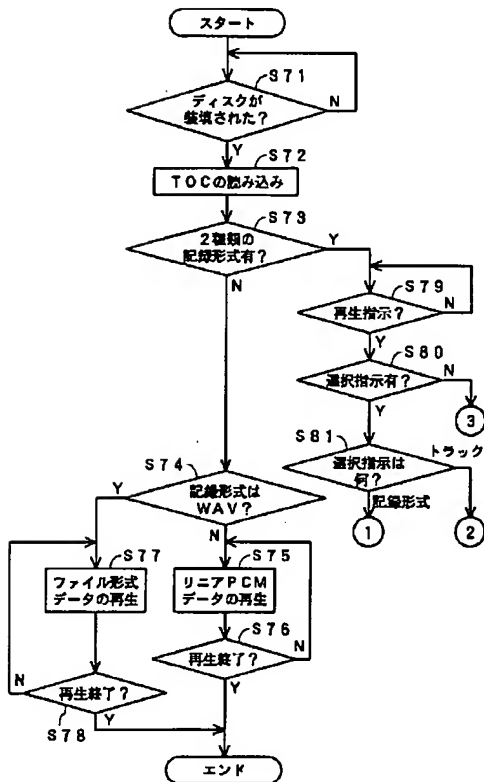 スタート
S71
ディスクが
装填された?
N
Y
S72
TOCの読み込み
S73
2種類の
記録形式有?
Y
N
S79
再生指示?
N
Y
S80
選択指示有?
N
Y
3
S81
選択指示は
何?
トラック
記録形式
1
2
S74
記録形式は
WAV?
Y
N
S77
ファイル形式
データの再生
S75
リニアPCM
データの再生
S76
再生終了?
N
Y
N
再生終了?
Y
S78
エンド